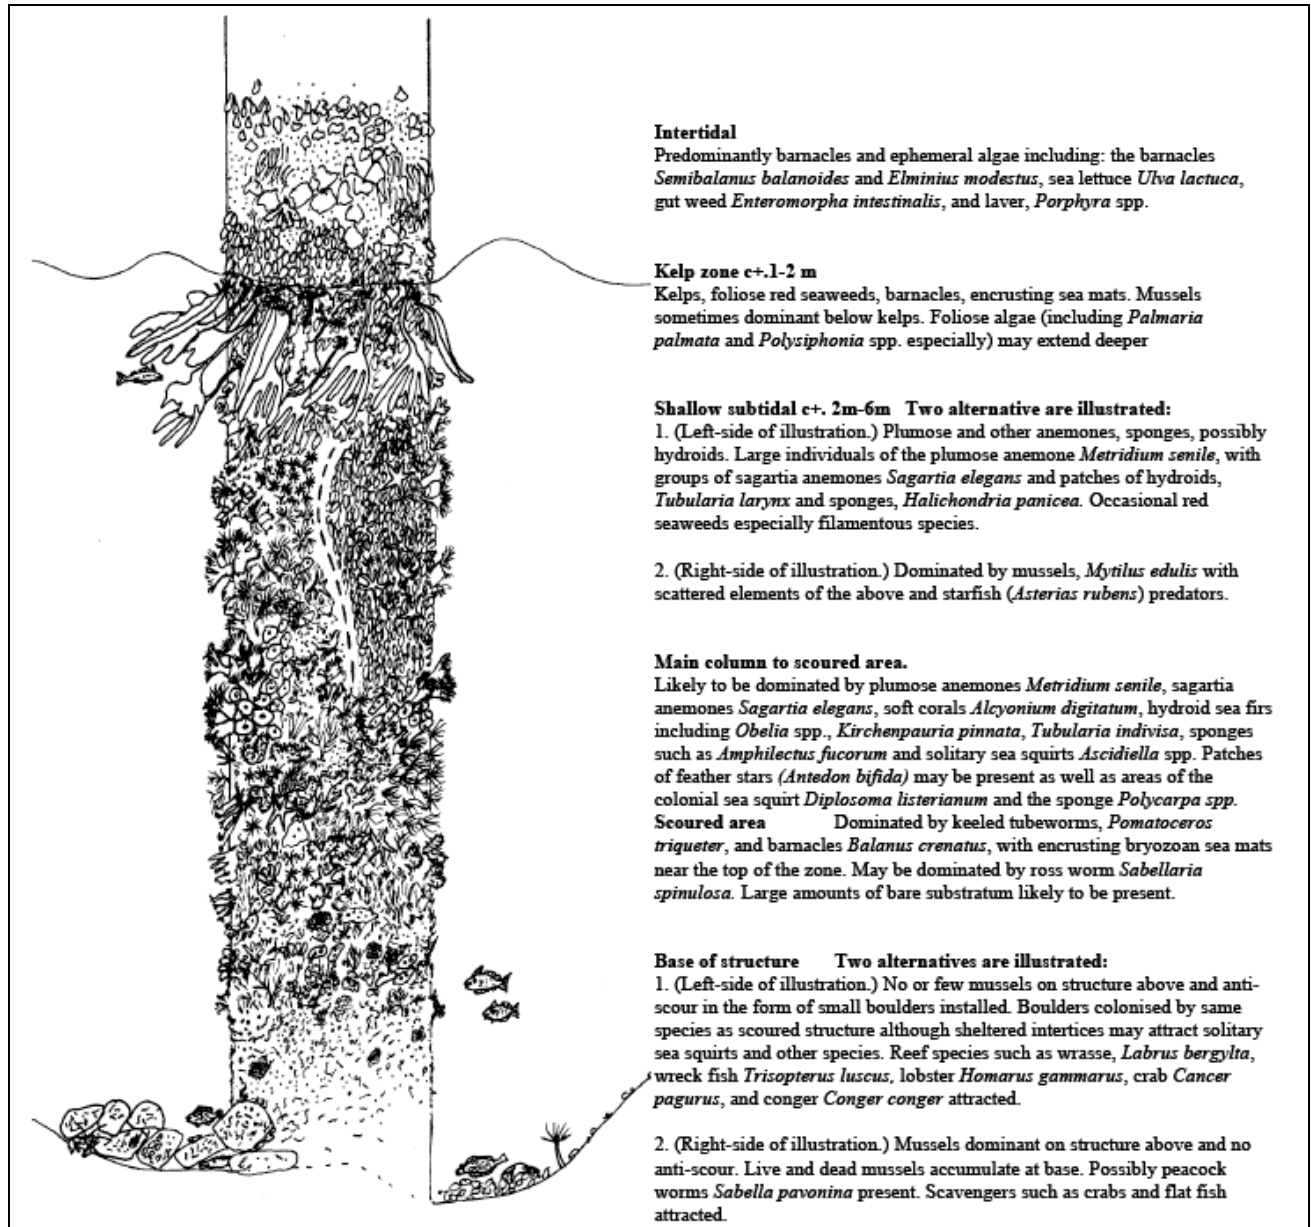 Intertidal
Predominantly barnacles and ephemeral algae including: the barnacles
Semibalanus balanoides and Elminius modestus, sea lettuce Ulva lactuca,
gut weed Enteromorpha intestinalis, and laver, Porphyra spp.
Kelp zone c+.1-2 m
Kelps, foliose red seaweeds, barnacles, encrusting sea mats. Mussels
sometimes dominant below kelps. Foliose algae (including Palmaria
palmata and Polysiphonia spp. especially) may extend deeper
Shallow subtidal c+. 2m-6m Two alternative are illustrated:
1. (Left-side of illustration.) Plumose and other anemones, sponges, possibly
hydroids. Large individuals of the plumose anemone Metridium senile, with
groups of sagartia anemones Sagartia elegans and patches of hydroids,
Tubularia larynx and sponges, Halichondria panicea. Occasional red
seaweeds especially filamentous species.
2. (Right-side of illustration.) Dominated by mussels, Mytilus edulis with
scattered elements of the above and starfish (Asterias rubens) predators.
Main column to scoured area.
Likely to be dominated by plumose anemones Metridium senile, sagartia
anemones Sagartia elegans, soft corals Alcyonium digitatum, hydroid sea firs
including Obelia spp., Kirchenpauria pinnata, Tubularia indivisa, sponges
such as Amphilectus fucorum and solitary sea squirts Ascidiella spp. Patches
of feather stars (Antedon bifida) may be present as well as areas of the
colonial sea squirt Diplosoma listerianum and the sponge Polycarpa spp.
Scoured area Dominated by keeled tubeworms, Pomatoceros
triqueter, and barnacles Balanus crenatus, with encrusting bryozoan sea mats
near the top of the zone. May be dominated by ross worm Sabellaria
spinulosa. Large amounts of bare substratum likely to be present.
Base of structure Two alternatives are illustrated:
1. (Left-side of illustration.) No or few mussels on structure above and anti-
scour in the form of small boulders installed. Boulders colonised by same
species as scoured structure although sheltered intertices may attract solitary
sea squirts and other species. Reef species such as wrasse, Labrus bergylta,
wreck fish Trisopterus luscus, lobster Homarus gammarus, crab Cancer
pagurus, and conger Conger conger attracted.
2. (Right-side of illustration.) Mussels dominant on structure above and no
anti-scour. Live and dead mussels accumulate at base. Possibly peacock
worms Sabella pavonina present. Scavengers such as crabs and flat fish
attracted.